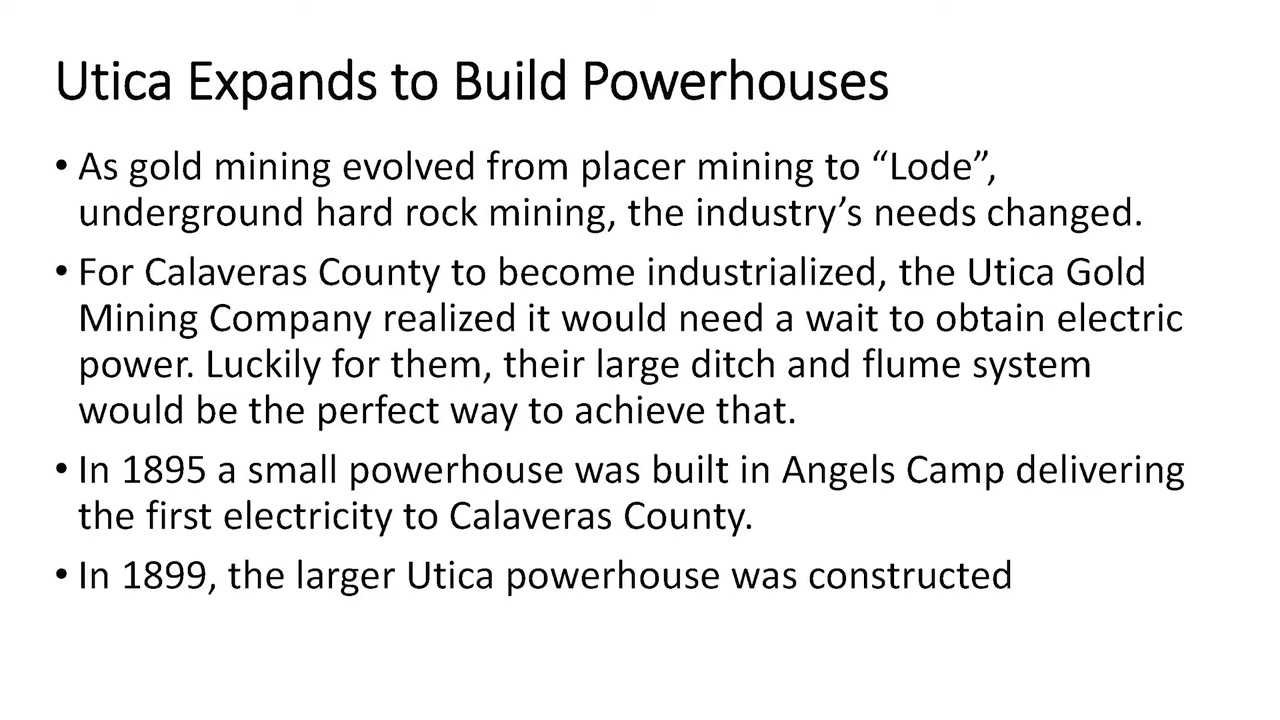 Utica Expands to Build Powerhouses
• As gold mining evolved from placer mining to “Lode”,
underground hard rock mining, the industry’s needs changed.
• For Calaveras County to become industrialized, the Utica Gold
Mining Company realized it would need a wait to obtain electric
power. Luckily for them, their large ditch and flume system
would be the perfect way to achieve that.
• In 1895 a small powerhouse was built in Angels Camp delivering
the first electricity to Calaveras County.
• In 1899, the larger Utica powerhouse was constructed